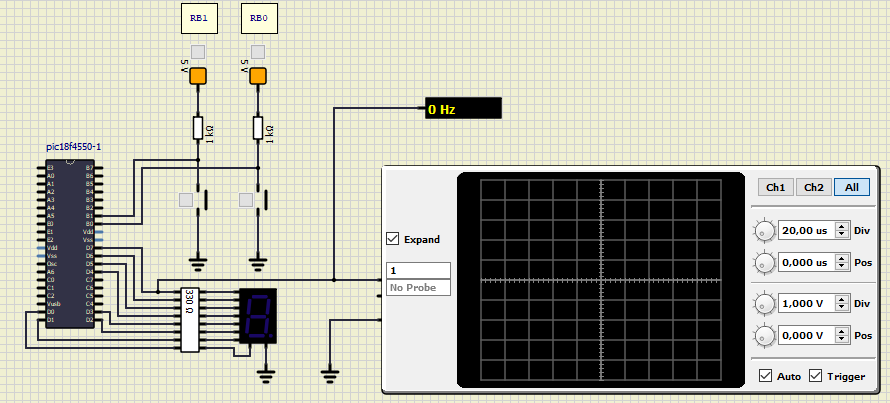 RB1
RB0
5 V
5 V
0 Hz
1 kΩ
1 kΩ
pic18f4550-1
E3
B7
A0
B6
A1
B5
A2
B4
A3
B3
A4
B2
A5
B1
E0
B0
E1
Vdd
E2
Vss
Vdd
D7
Vss
D6
Osc
D5
A6
D4
C0
C7
C1
C6
C2
C5
Vusb
C4
D0
D3
D1
D2
330 Ω
Expand
1
No Probe
Ch1
Ch2
All
20,00 us
Div
0,000 us
Pos
1,000 V
Div
0,000 V
Pos
Auto
Trigger